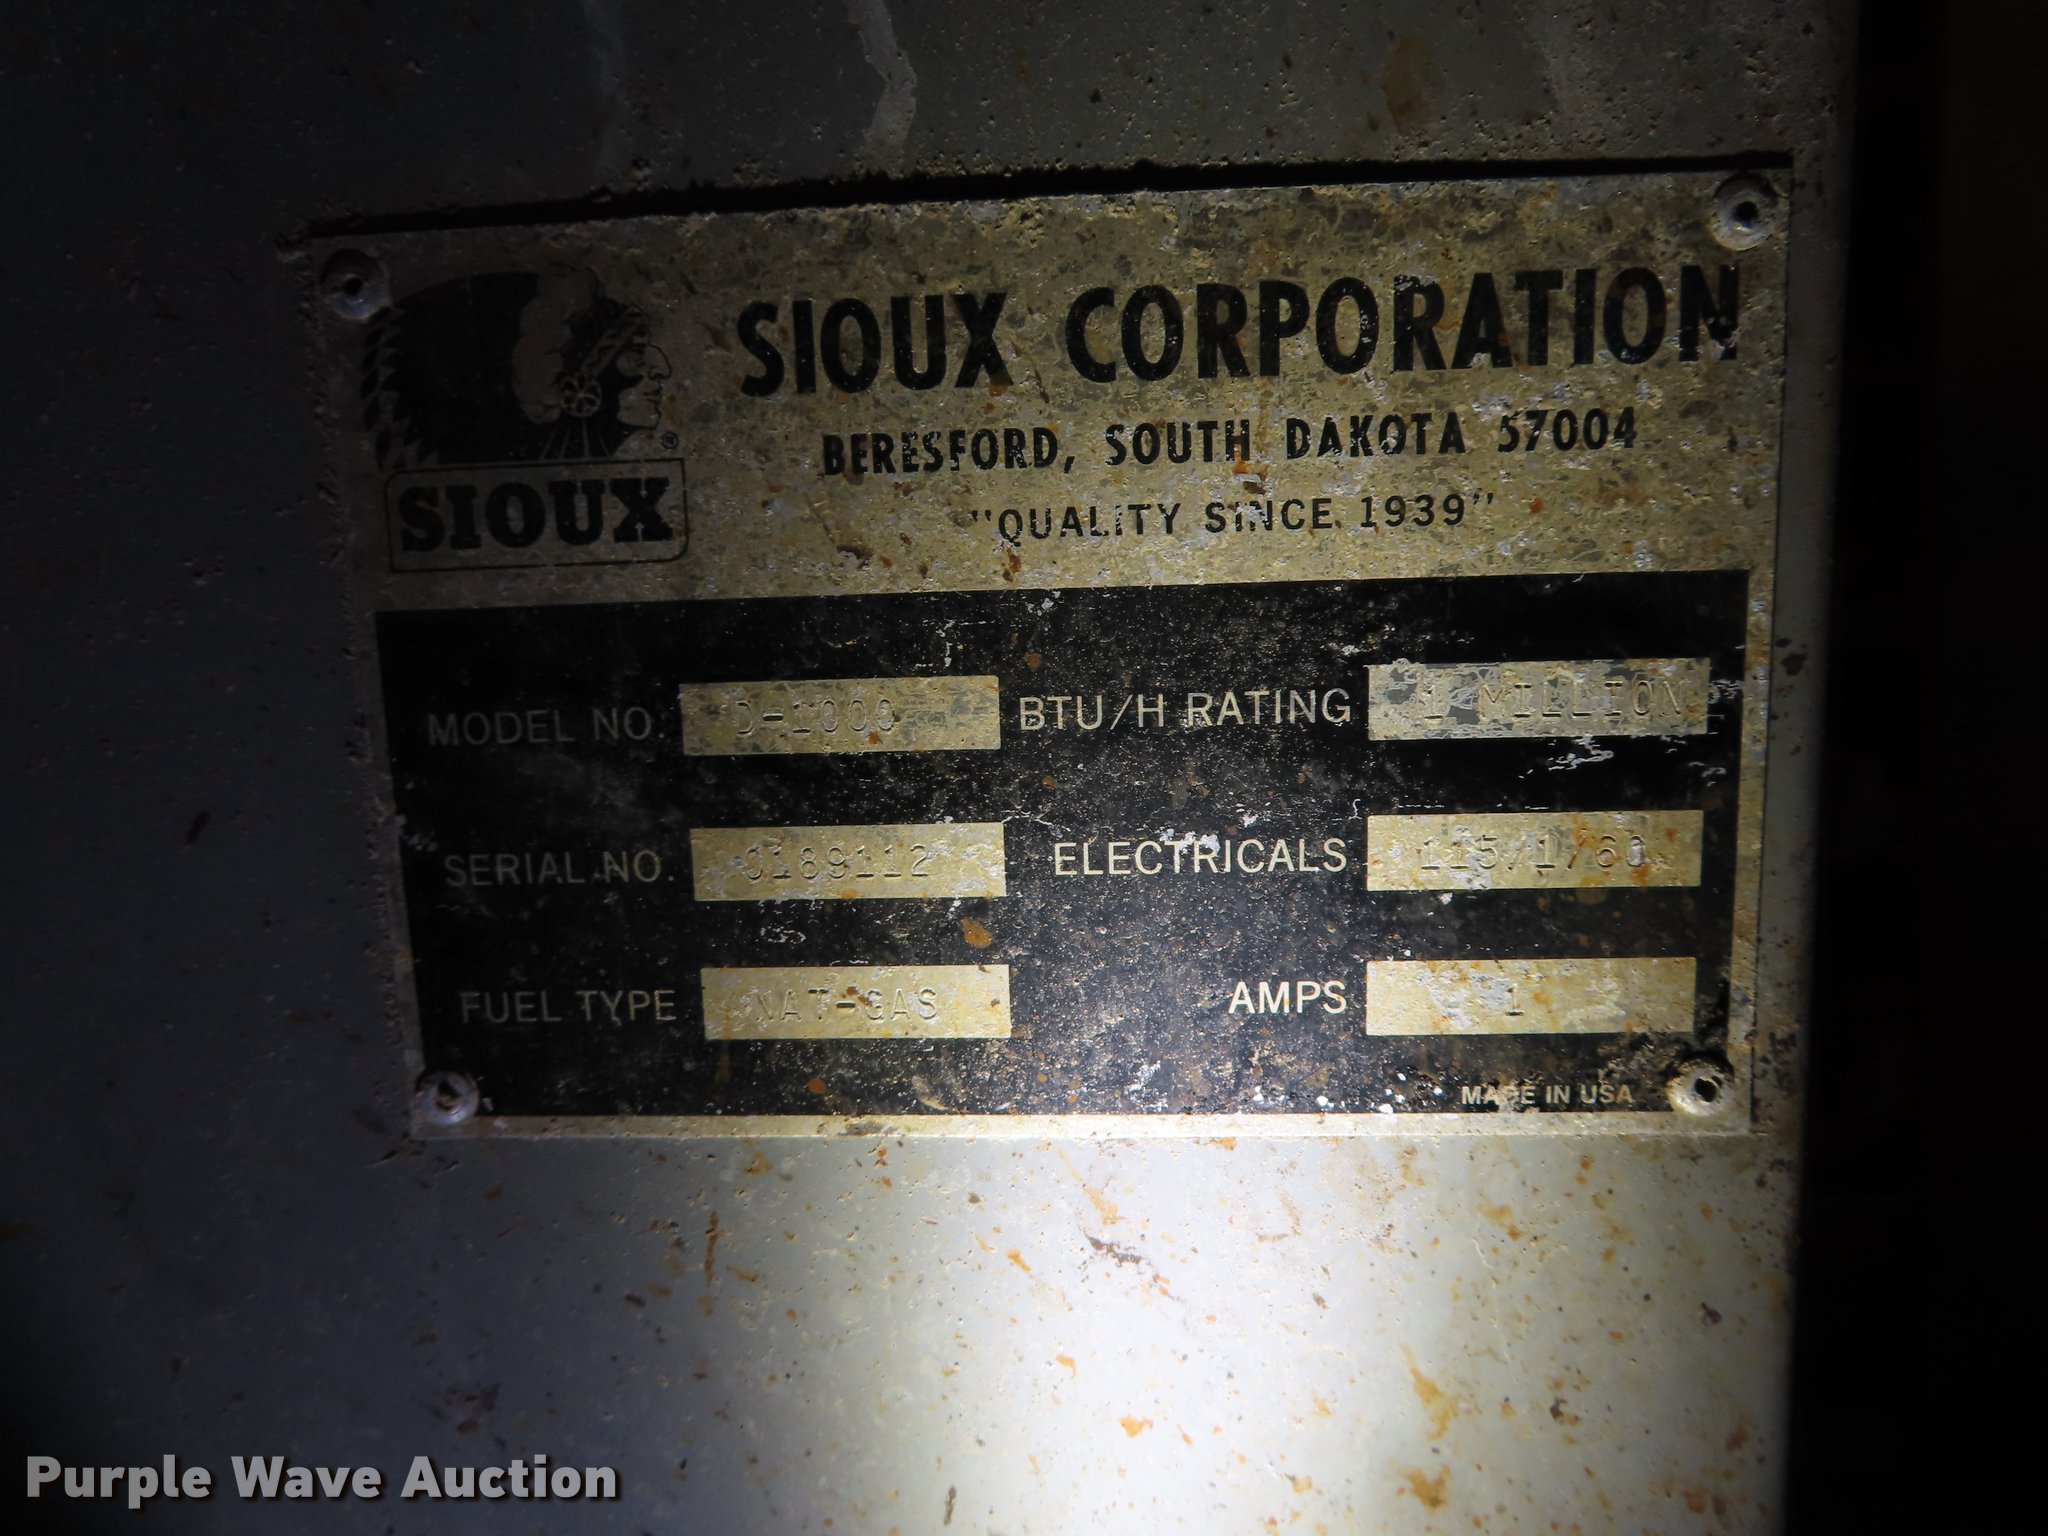 SIOUX CORPORATION
BERESFORD, SOUTH DAKOTA 57004
"QUALITY SINCE 1939"
®
SIOUX
MODEL NO. D-1000 BTU/H RATING 1 MILLION
SERIAL NO. 0189112 ELECTRICALS 115/1/60
FUEL TYPE NAT-GAS AMPS 1
MADE IN USA
Purple Wave Auction